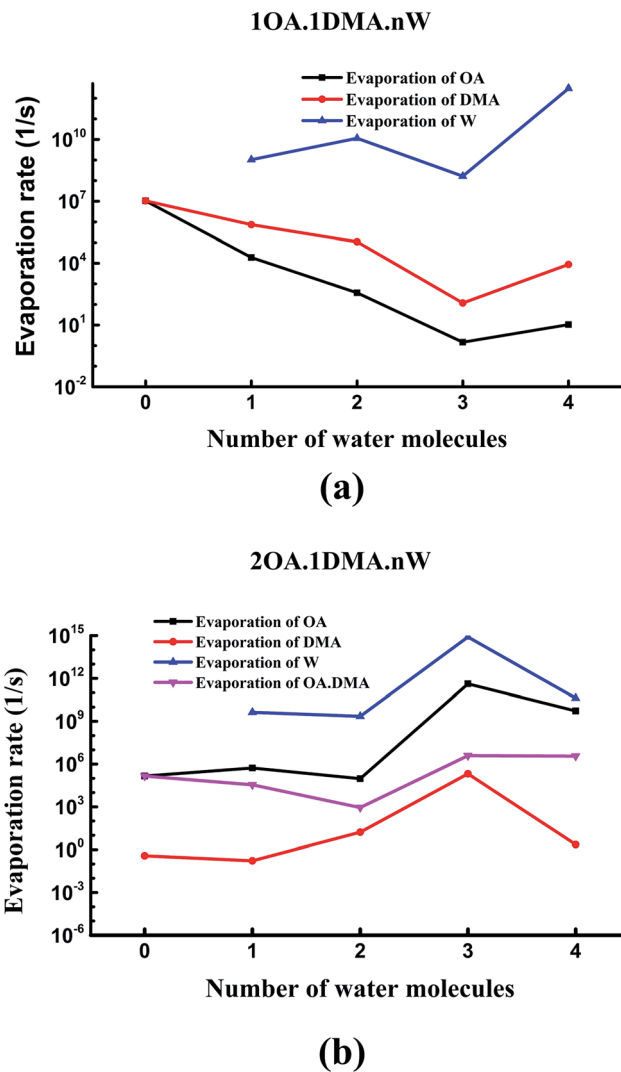 1OA.1DMA.nW
Evaporation of OA
Evaporation of DMA
Evaporation of W
Evaporation rate (1/s)
10^10
10^7
10^4
10^1
10^-2
0 1 2 3 4
Number of water molecules
(a)
2OA.1DMA.nW
Evaporation of OA
Evaporation of DMA
Evaporation of W
Evaporation of OA.DMA
Evaporation rate (1/s)
10^15
10^12
10^9
10^6
10^3
10^0
10^-3
10^-6
0 1 2 3 4
Number of water molecules
(b)